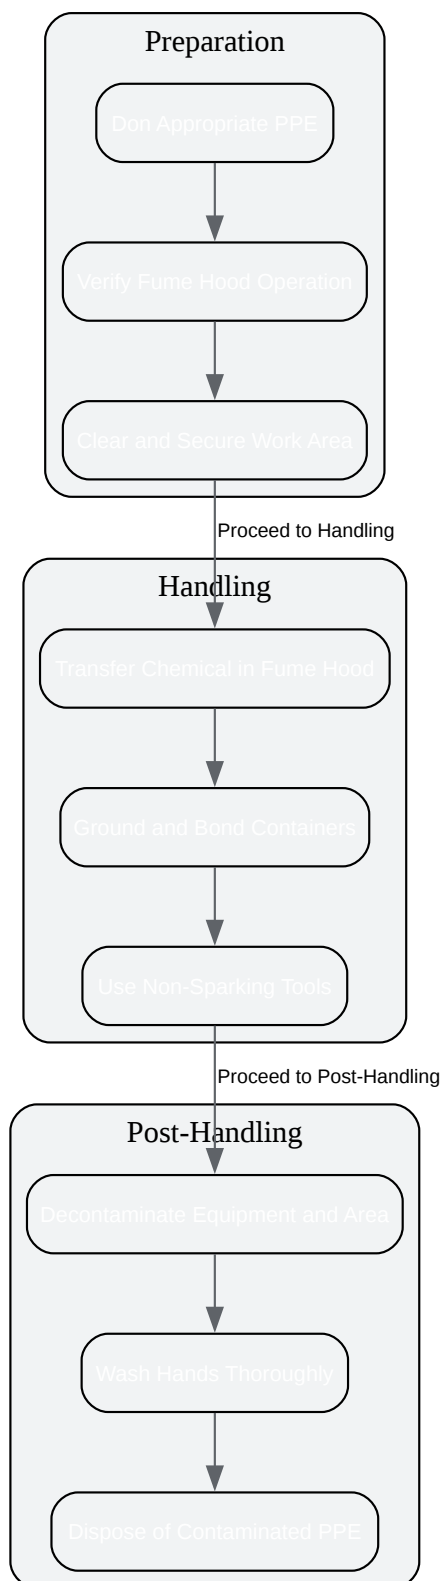 Preparation
Don Appropriate PPE
Verify Fume Hood Operation
Clear and Secure Work Area
Proceed to Handling
Handling
Transfer Chemical in Fume Hood
Ground and Bond Containers
Use Non-Sparking Tools
Proceed to Post-Handling
Post-Handling
Decontaminate Equipment and Area
Wash Hands Thoroughly
Dispose of Contaminated PPE